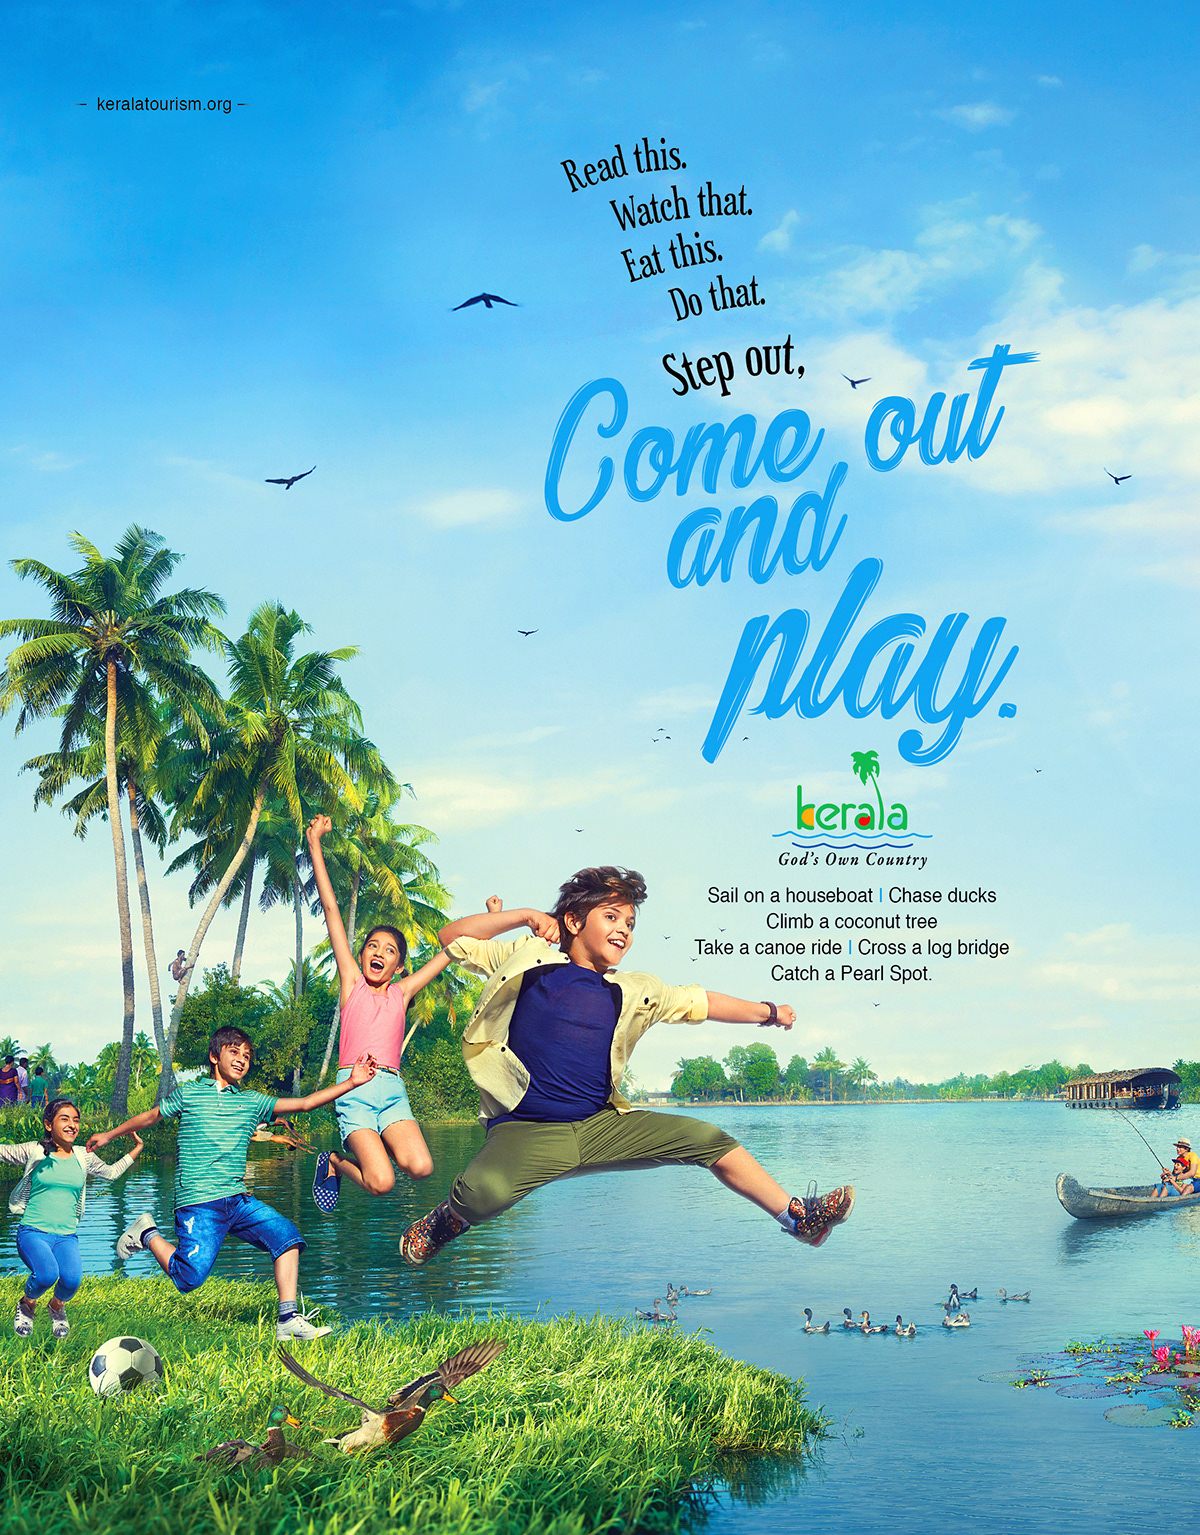 keralatourism.org
Read this.
Watch that.
Eat this.
Do that.
Step out,
Come out
and
play.
kerala
God's Own Country
Sail on a houseboat | Chase ducks
Climb a coconut tree
Take a canoe ride | Cross a log bridge
Catch a Pearl Spot.